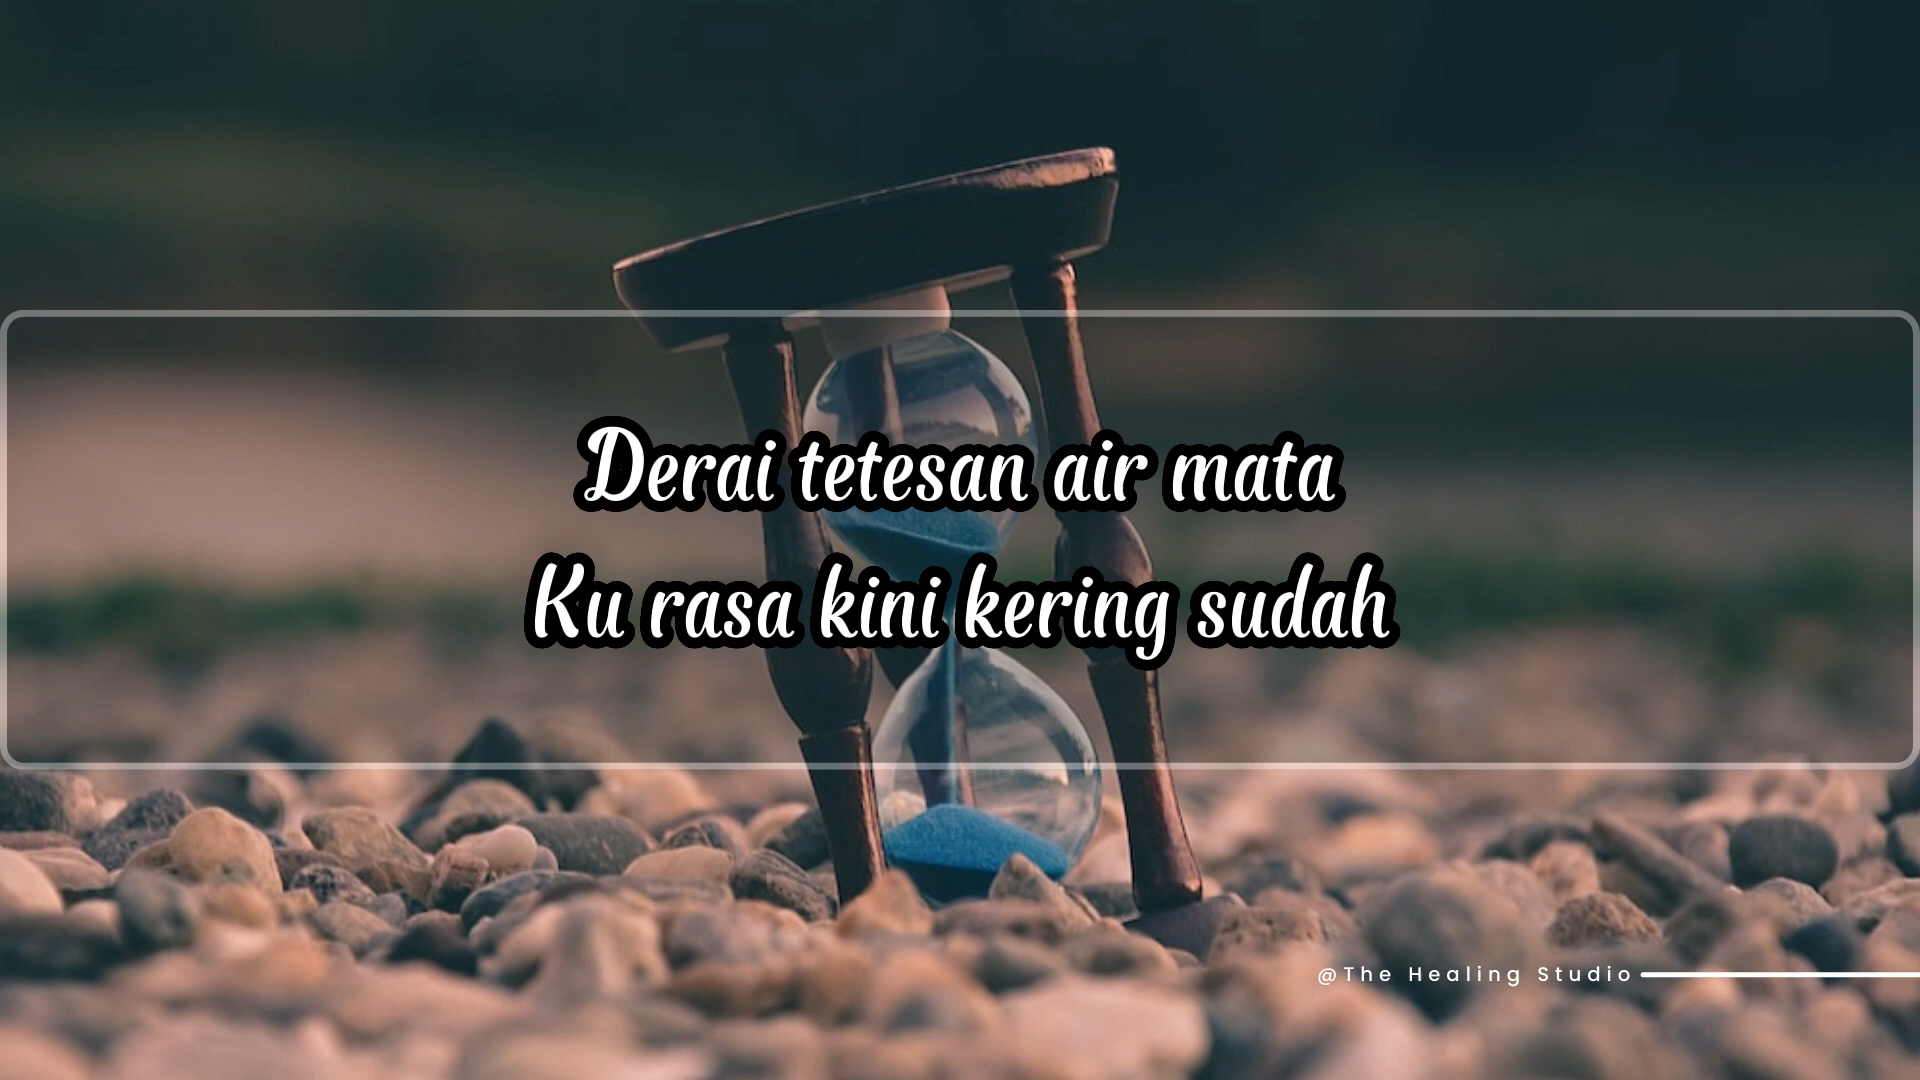 Derai tetesan air mata
Ku rasa kini kering sudah
@The Healing Studio